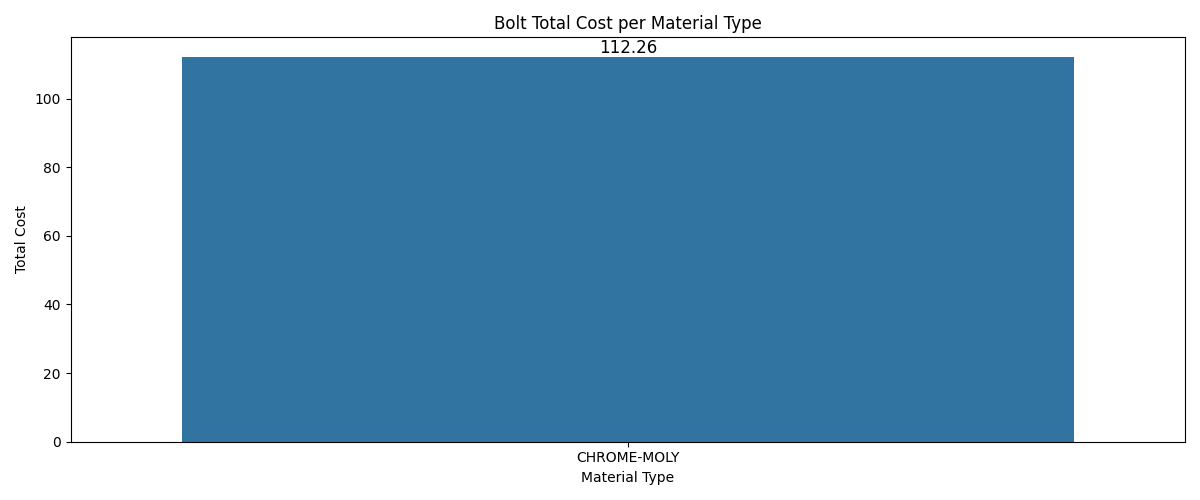 Bolt Total Cost per Material Type
112.26
100
80
60
40
20
0
Total Cost
CHROME-MOLY
Material Type